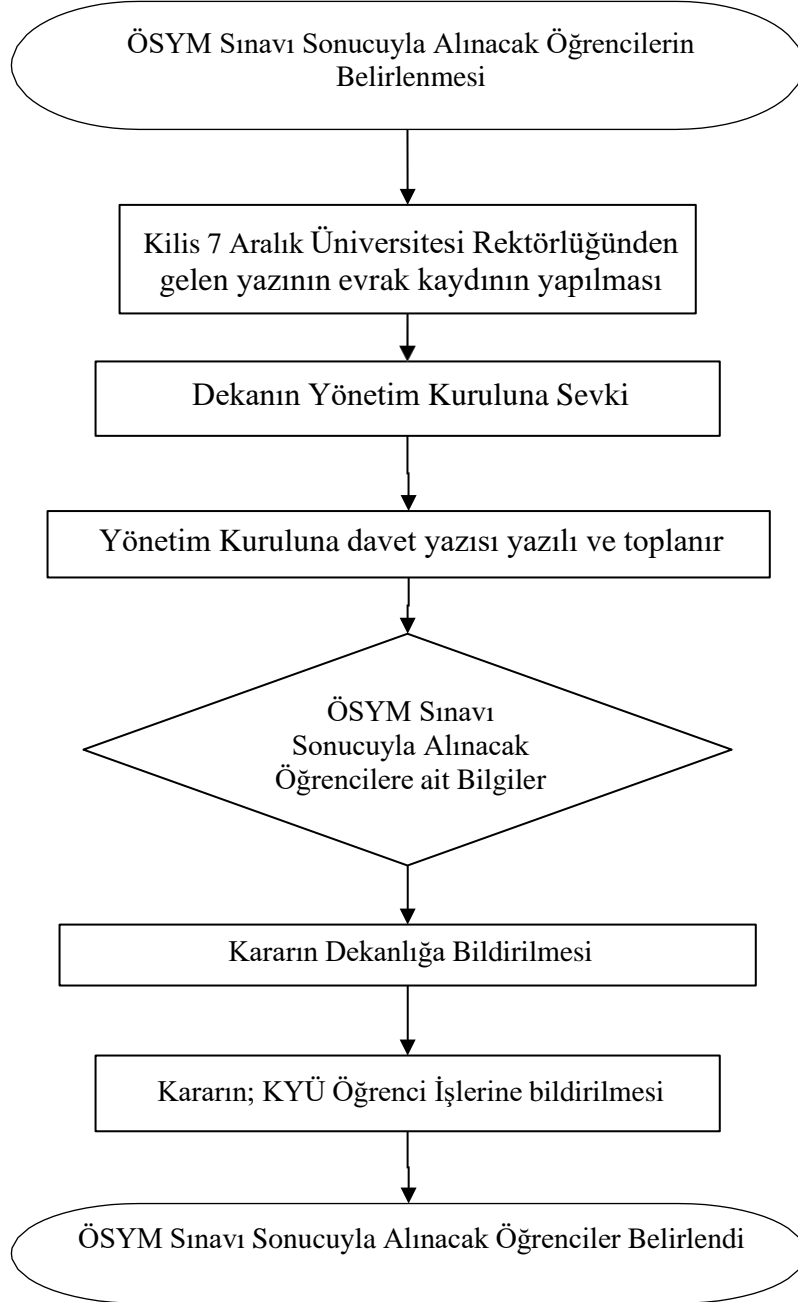 ÖSYM Sınavı Sonucuyla Alınacak Öğrencilerin
Belirlenmesi
Kilis 7 Aralık Üniversitesi Rektörlüğünden
gelen yazının evrak kaydının yapılması
Dekanın Yönetim Kuruluna Sevki
Yönetim Kuruluna davet yazısı yazılı ve toplanır
ÖSYM Sınavı
Sonucuyla Alınacak
Öğrencilere ait Bilgiler
Kararın Dekanlığa Bildirilmesi
Kararın; KYÜ Öğrenci İşlerine bildirilmesi
ÖSYM Sınavı Sonucuyla Alınacak Öğrenciler Belirlendi